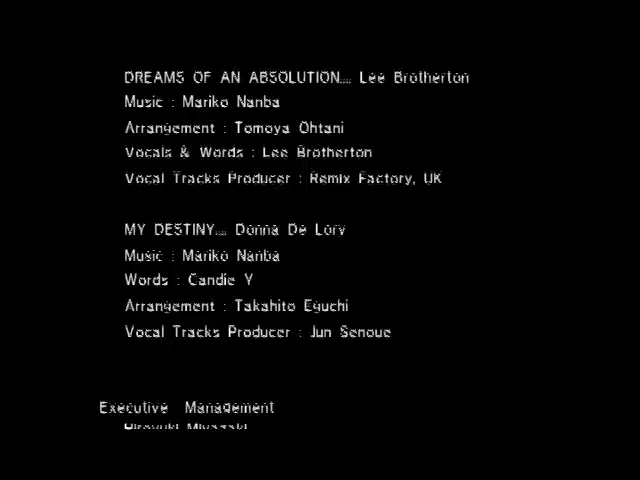 DREAMS OF AN ABSOLUTION.... Lee Brotherton
Music : Mariko Nanba
Arrangement : Tomoya Ohtani
Vocals & Words : Lee Brotherton
Vocal Tracks Producer : Remix Factory, UK
MY DESTINY.... Donna De Lory
Music : Mariko Nanba
Words : Candie Y
Arrangement : Takahito Eguchi
Vocal Tracks Producer : Jun Senoue
Executive Management
Hiroyuki Miyazaki